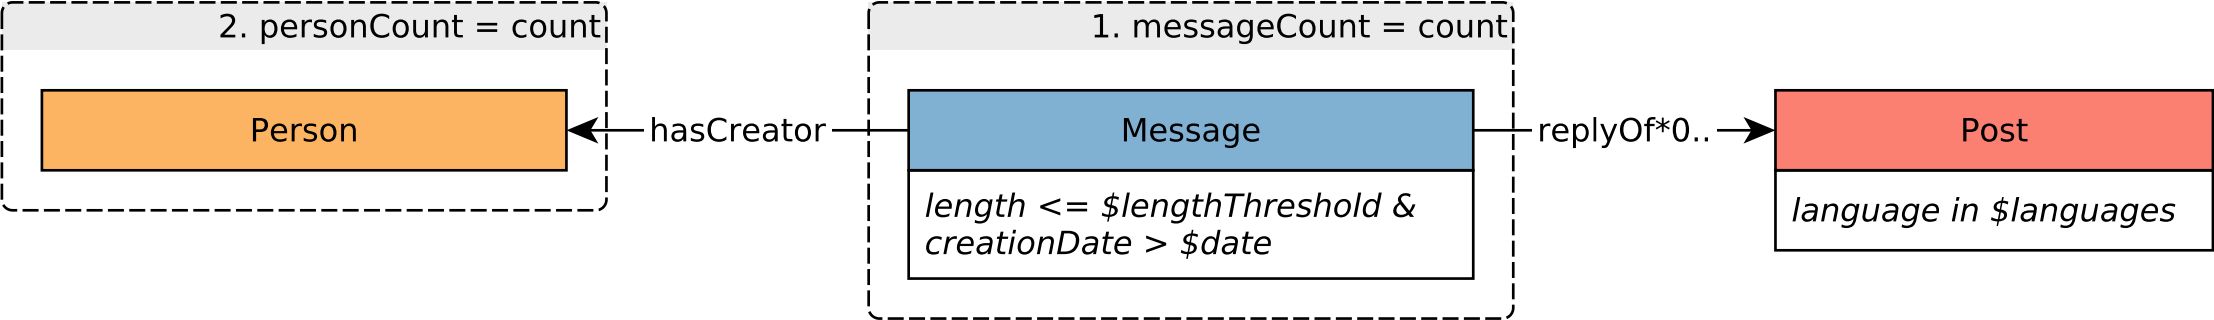 2. personCount = count
Person
hasCreator
1. messageCount = count
Message
length <= $lengthThreshold &
creationDate > $date
replyOf*0..
Post
language in $languages